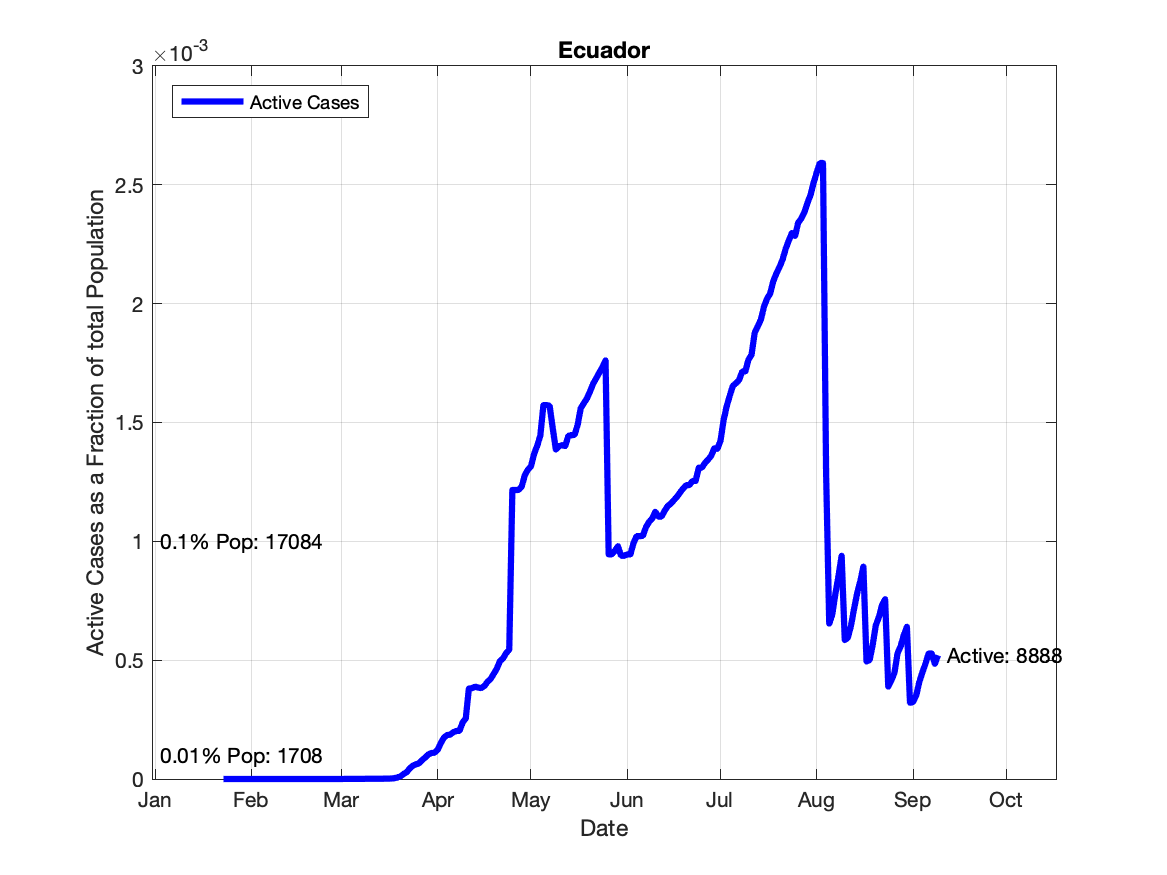 Ecuador
×10-3
3
2.5
2
1.5
1
0.5
0
Active Cases as a Fraction of total Population
Active Cases
0.1% Pop: 17084
0.01% Pop: 1708
Active: 8888
Jan Feb Mar Apr May Jun Jul Aug Sep Oct
Date